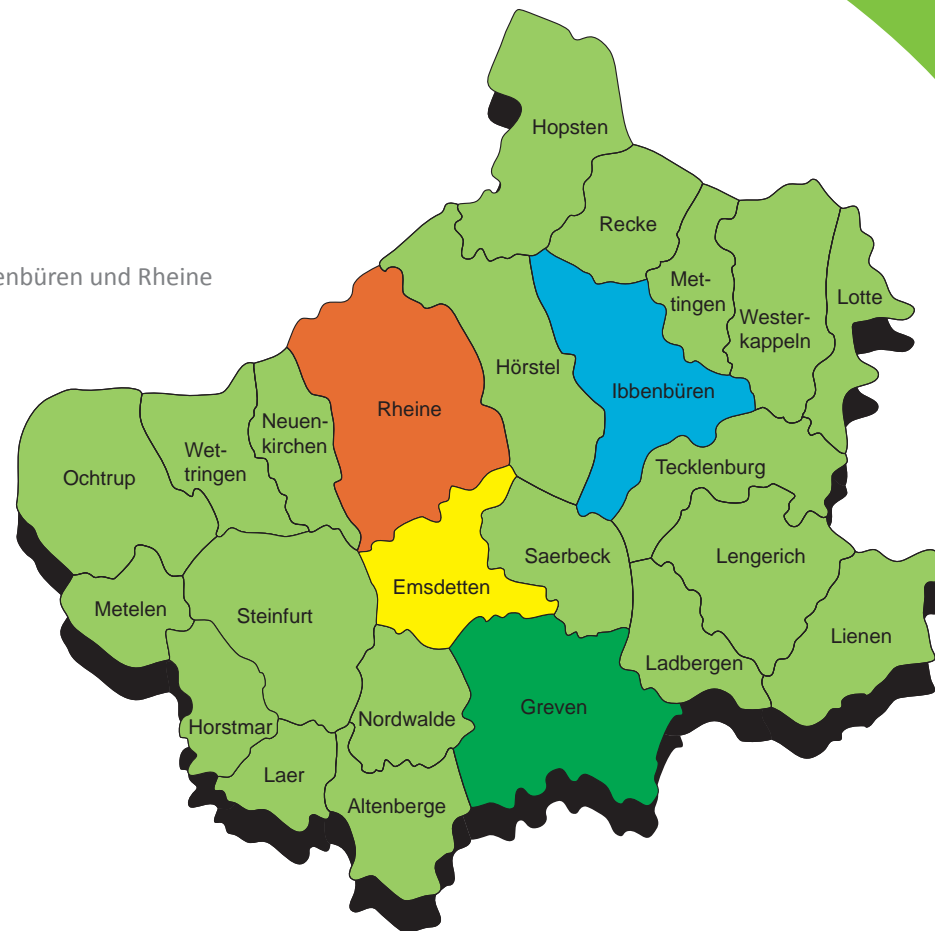 Hopsten
Recke
enbüren und Rheine
Met-
tingen
Lotte
Wester-
kappeln
Hörstel
Ibbenbüren
Rheine
Neuen-
kirchen
Wet-
tringen
Ochtrup
Tecklenburg
Saerbeck
Lengerich
Emsdetten
Metelen
Steinfurt
Lienen
Ladbergen
Greven
Nordwalde
Horstmar
Laer
Altenberge